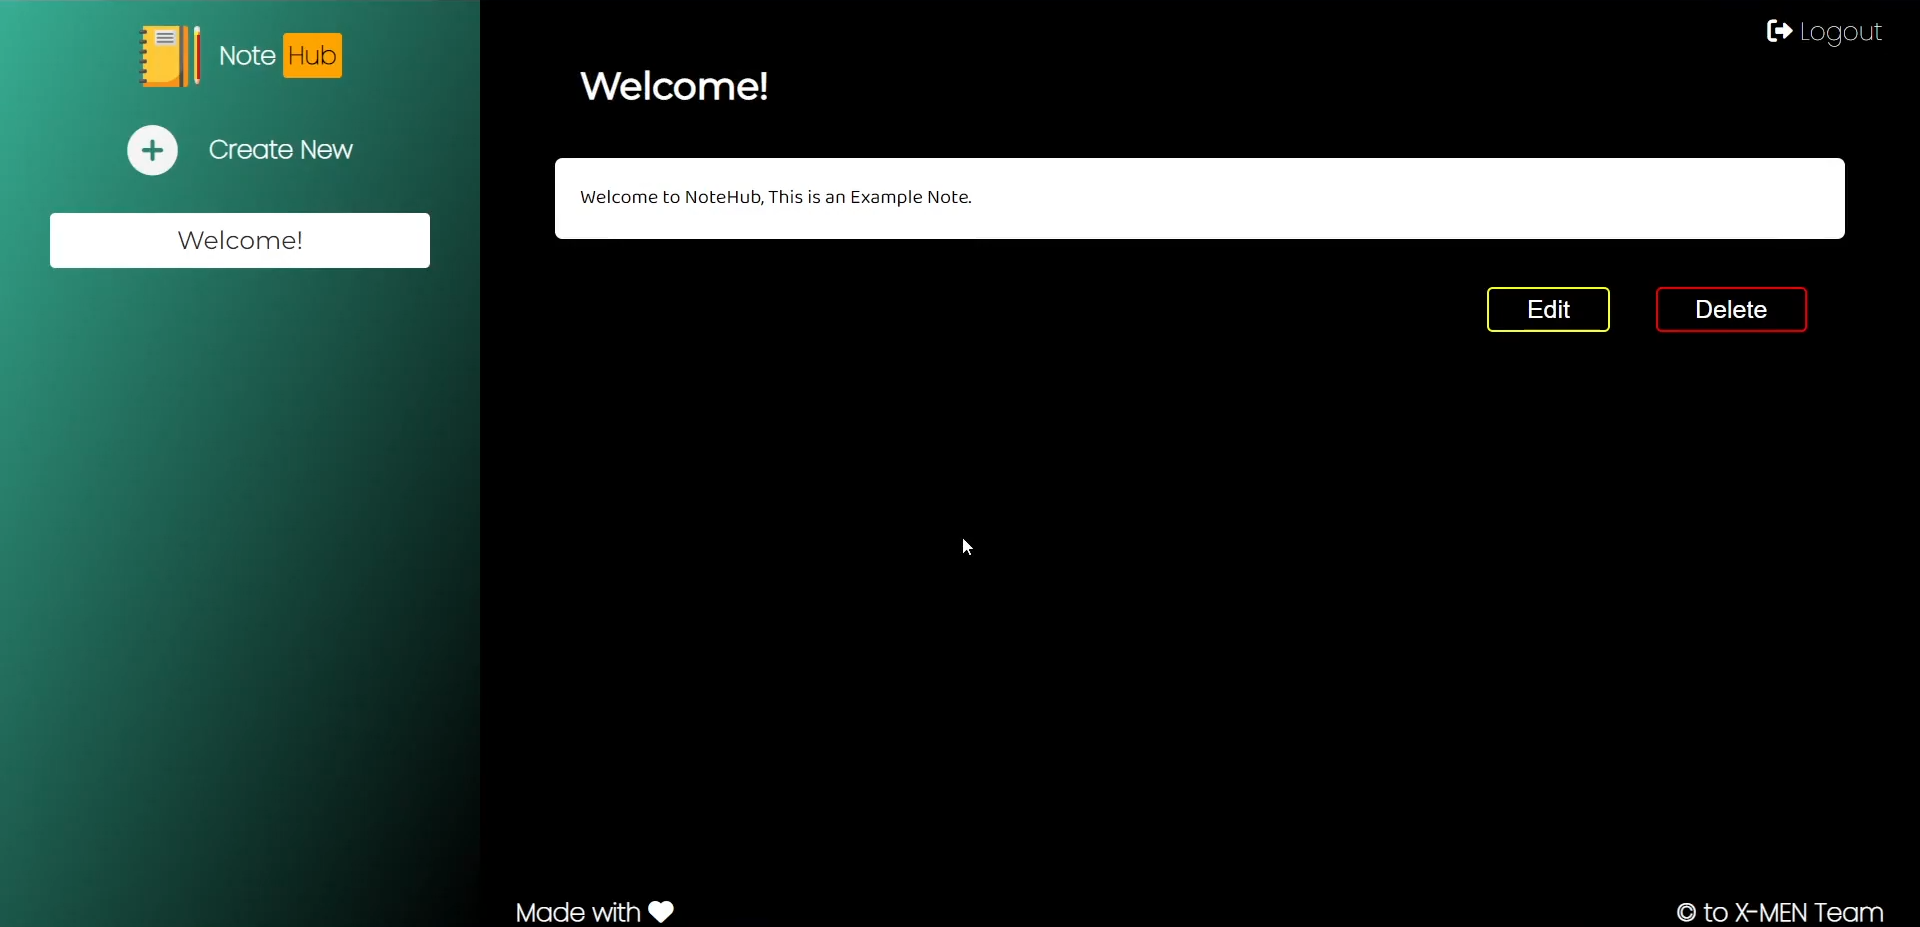 Note Hub
Create New
Welcome!
Logout
Welcome!
Welcome to NoteHub, This is an Example Note.
Edit
Delete
Made with
© to X-MEN Team